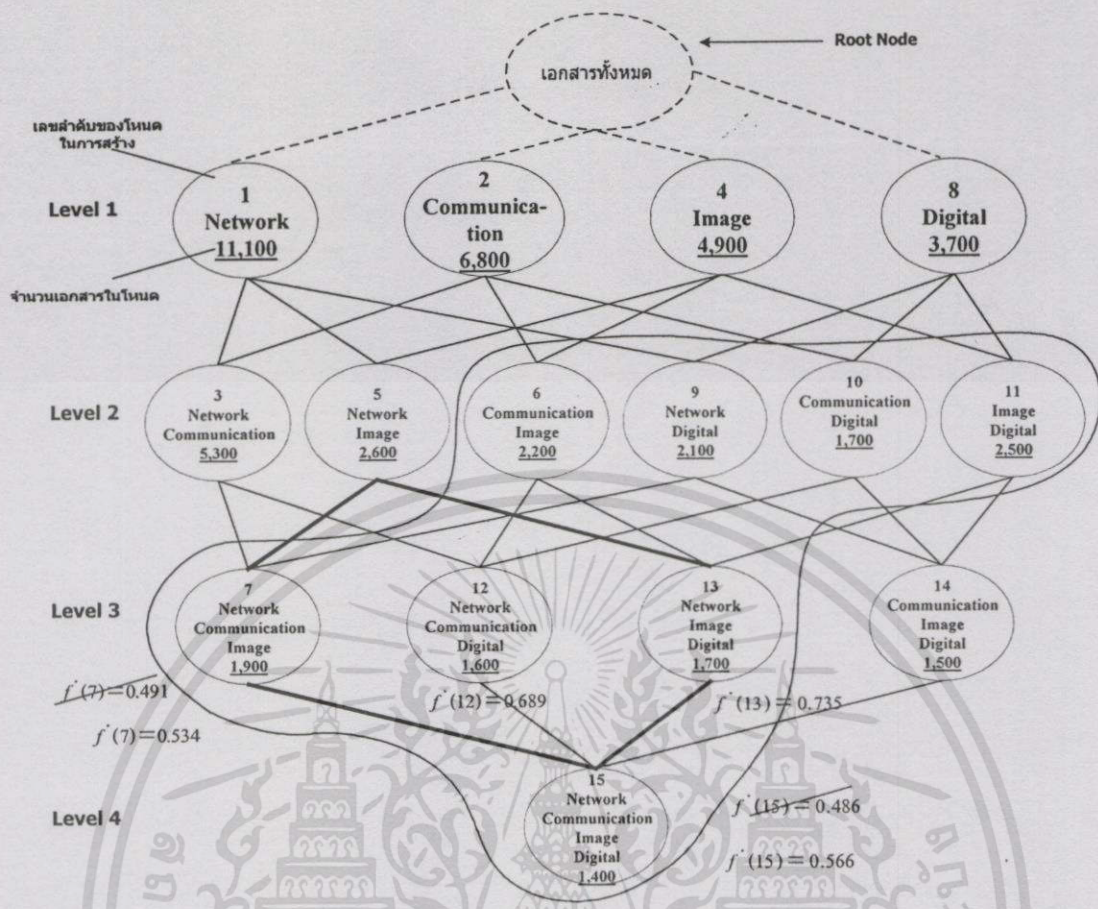 Root Node
เอกสารทั้งหมด
เลขลำดับของโหนด
ในการสร้าง
Level 1
1
Network
11,100
2
Communica-
tion
6,800
4
Image
4,900
8
Digital
3,700
จำนวนเอกสารในโหนด
Level 2
3
Network
Communication
5,300
5
Network
Image
2,600
6
Communication
Image
2,200
9
Network
Digital
2,100
10
Communication
Digital
1,700
11
Image
Digital
2,500
Level 3
7
Network
Communication
Image
1,900
12
Network
Communication
Digital
1,600
13
Network
Image
Digital
1,700
14
Communication
Image
Digital
1,500
f*(7)=0.491
f*(7)=0.534
f*(12)=0.689
f*(13)=0.735
Level 4
15
Network
Communication
Image
Digital
1,400
f*(15)=0.486
f*(15)=0.566